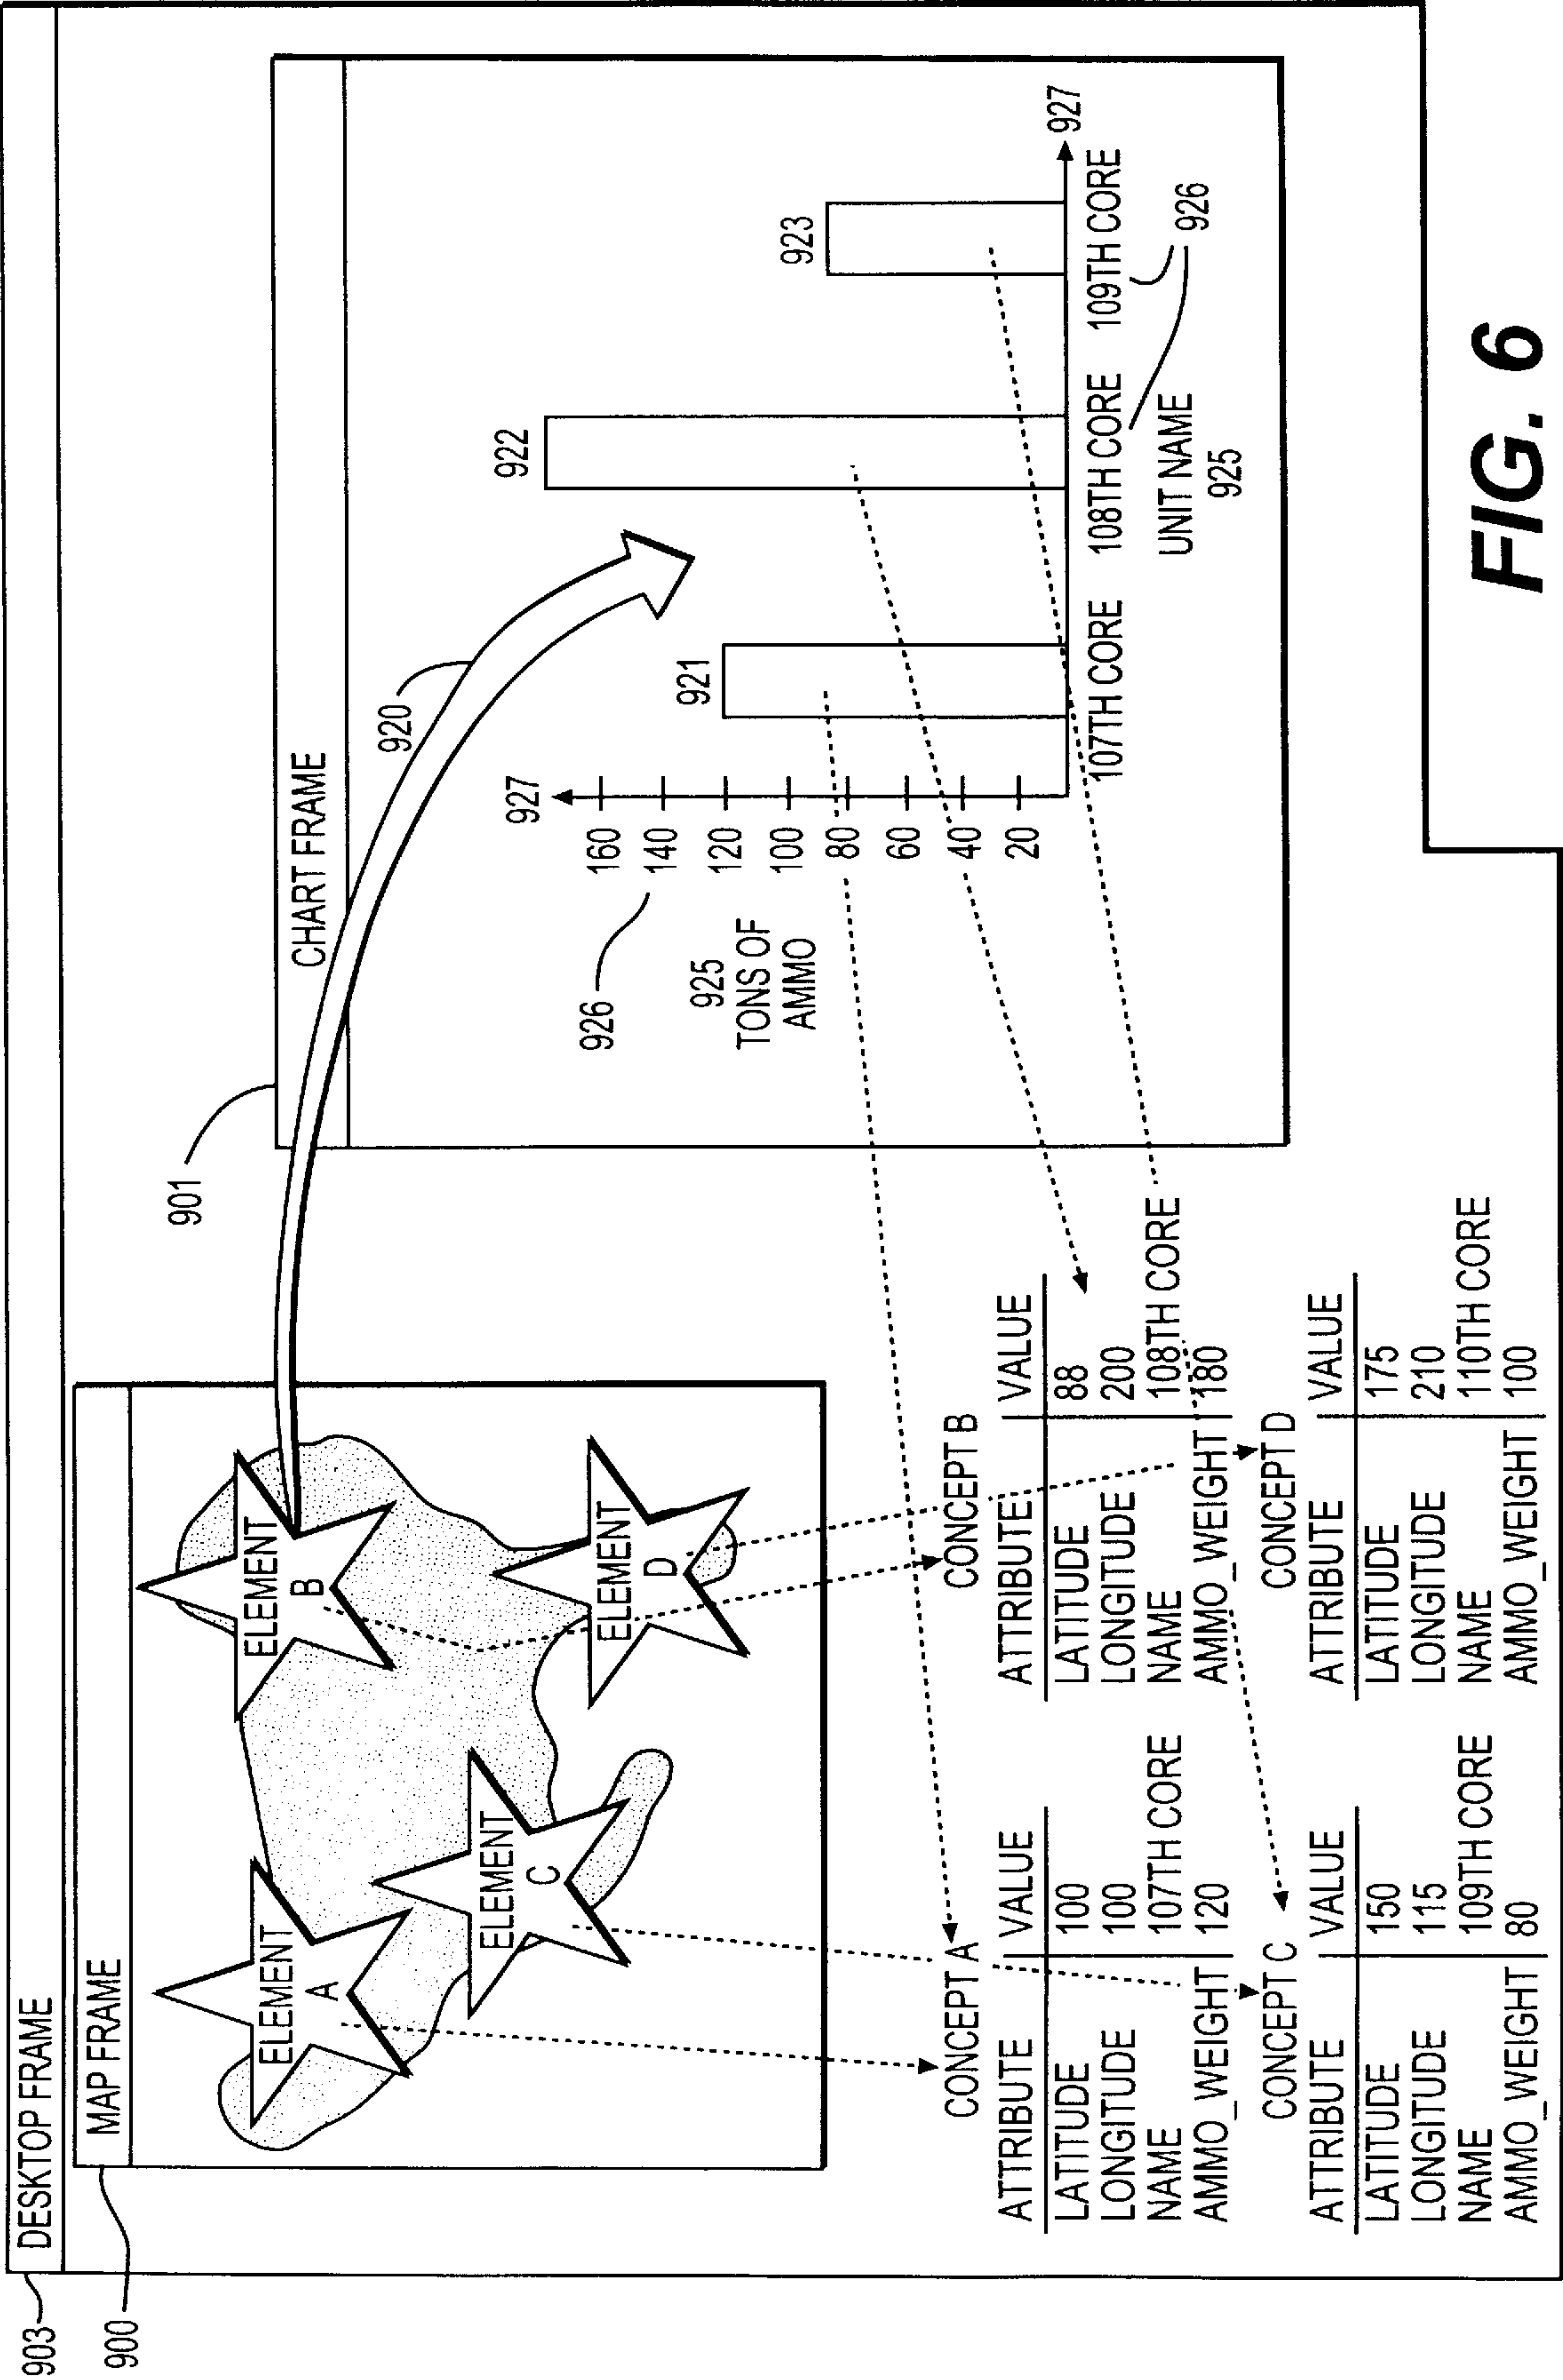 903
DESKTOP FRAME
900
MAP FRAME
ELEMENT
A
ELEMENT
B
ELEMENT
C
ELEMENT
D
901
CHART FRAME
920
927
160
140
120
100
80
60
40
20
926
925
TONS OF
AMMO
921
922
923
927
107TH CORE 108TH CORE 109TH CORE
926
UNIT NAME
925
CONCEPT A
ATTRIBUTE VALUE
LATITUDE 100
LONGITUDE 100
NAME 107TH CORE
AMMO_WEIGHT 120
CONCEPT B
ATTRIBUTE VALUE
LATITUDE 88
LONGITUDE 200
NAME 108TH CORE
AMMO_WEIGHT 180
CONCEPT C
ATTRIBUTE VALUE
LATITUDE 150
LONGITUDE 115
NAME 109TH CORE
AMMO_WEIGHT 80
CONCEPT D
ATTRIBUTE VALUE
LATITUDE 175
LONGITUDE 210
NAME 110TH CORE
AMMO_WEIGHT 100
FIG. 6